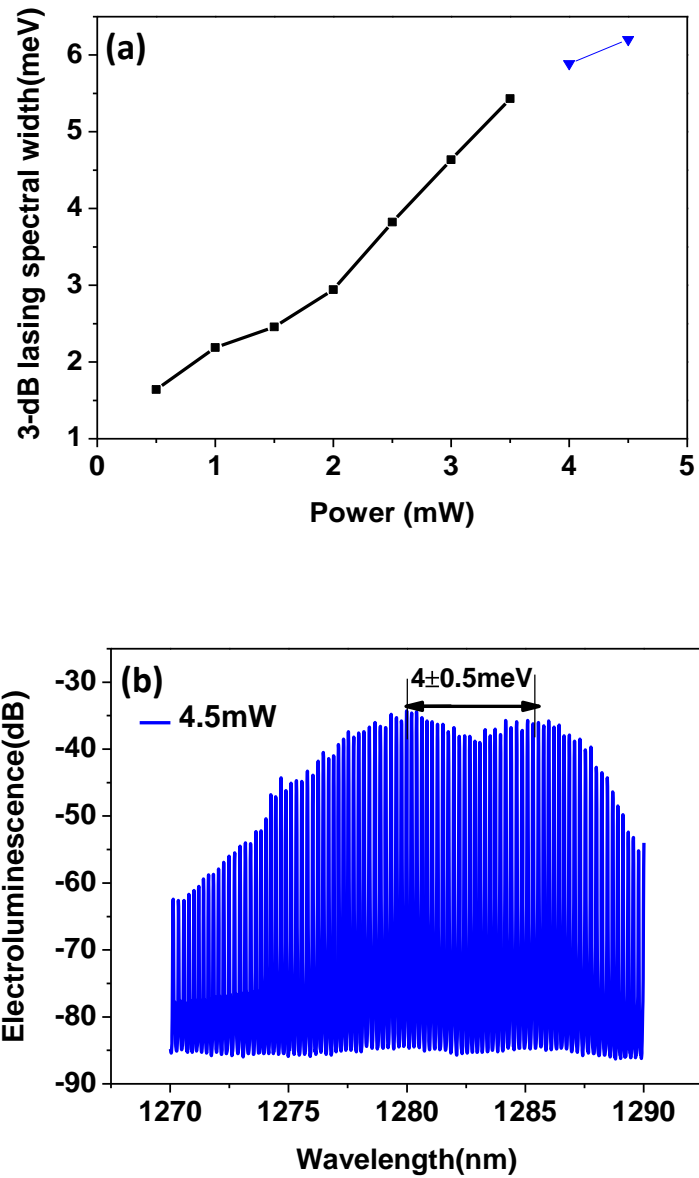 (a)
3-dB lasing spectral width(meV)
6
5
4
3
2
1
0 1 2 3 4 5
Power (mW)
(b)
4±0.5meV
4.5mW
Electroluminescence(dB)
-30
-40
-50
-60
-70
-80
-90
1270 1275 1280 1285 1290
Wavelength(nm)